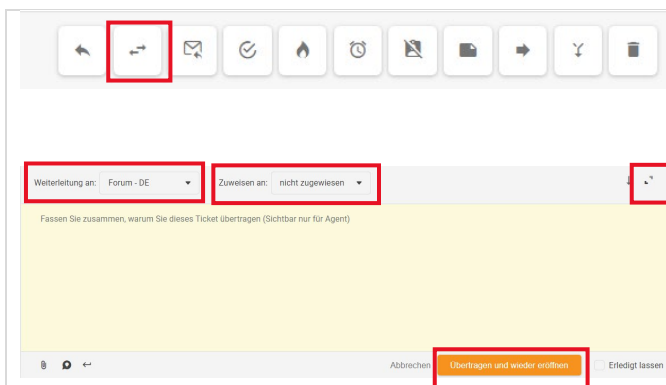 Weiterleitung an: Forum - DE Zuweisen an: nicht zugewiesen
Fassen Sie zusammen, warum Sie dieses Ticket übertragen (Sichtbar nur für Agent)
Abbrechen Übertragen und wieder eröffnen Erledigt lassen